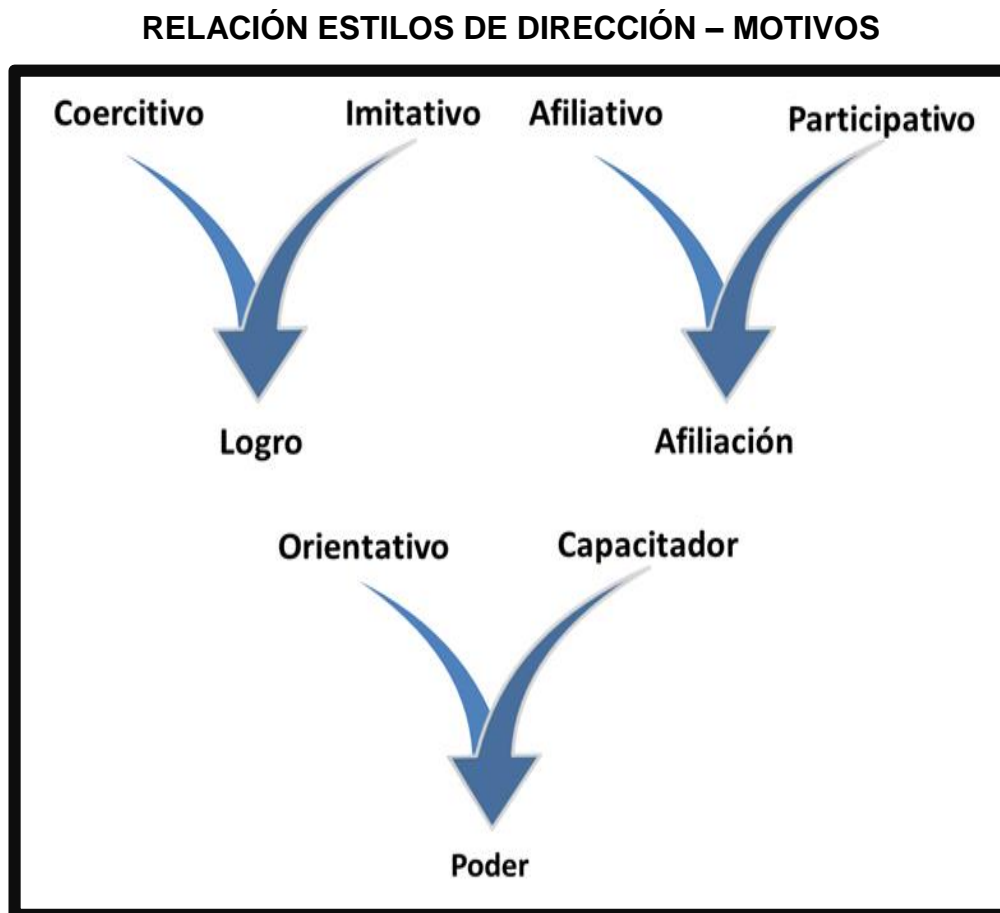 RELACIÓN ESTILOS DE DIRECCIÓN – MOTIVOS
Coercitivo Imitativo Afiliativo Participativo
Logro Afiliación
Orientativo Capacitador
Poder